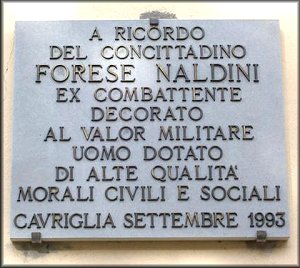 A RICORDO
DEL CONCITTADINO
FORESE NALDINI
EX COMBATTENTE
DECORATO
AL VALOR MILITARE
UOMO DOTATO
DI ALTE QUALITA'
MORALI CIVILI E SOCIALI
CAVRIGLIA SETTEMBRE 1993